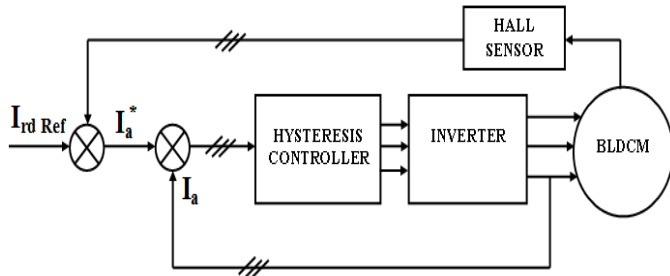 HALL
SENSOR
I_rd Ref
I_a^*
HYSTERESIS
CONTROLLER
INVERTER
BLDCM
I_a